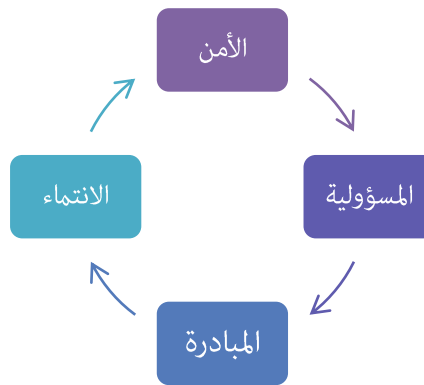 الأمن
المسؤولية
المبادرة
الانتماء